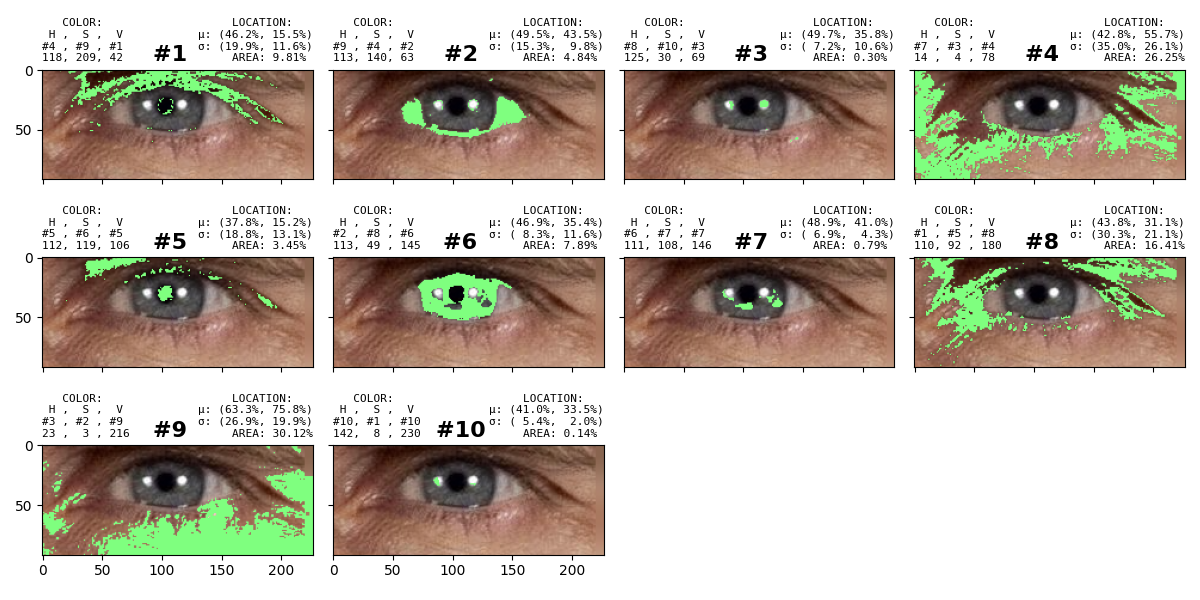 COLOR: LOCATION: COLOR: LOCATION: COLOR: LOCATION: COLOR: LOCATION:
H , S , V #1 μ: (46.2%, 15.5%) H , S , V #2 μ: (49.5%, 43.5%) H , S , V #3 μ: (49.7%, 35.8%) H , S , V #4 μ: (42.8%, 55.7%)
#4 , #9 , #1 σ: (19.9%, 11.6%) #9 , #4 , #2 σ: (15.3%, 9.8%) #8 , #10, #3 σ: ( 7.2%, 10.6%) #7 , #3 , #4 σ: (35.0%, 26.1%)
118, 209, 42 AREA: 9.81% 113, 140, 63 AREA: 4.84% 125, 30 , 69 AREA: 0.30% 14 , 4 , 78 AREA: 26.25%
0
50
COLOR: LOCATION: COLOR: LOCATION: COLOR: LOCATION: COLOR: LOCATION:
H , S , V #5 μ: (37.8%, 15.2%) H , S , V #6 μ: (46.9%, 35.4%) H , S , V #7 μ: (48.9%, 41.0%) H , S , V #8 μ: (43.8%, 31.1%)
#5 , #6 , #5 σ: (18.8%, 13.1%) #2 , #8 , #6 σ: ( 8.3%, 11.6%) #6 , #7 , #7 σ: ( 6.9%, 4.3%) #1 , #5 , #8 σ: (30.3%, 21.1%)
112, 119, 106 AREA: 3.45% 113, 49 , 145 AREA: 7.89% 111, 108, 146 AREA: 0.79% 110, 92 , 180 AREA: 16.41%
0
50
COLOR: LOCATION: COLOR: LOCATION:
H , S , V #9 μ: (63.3%, 75.8%) H , S , V #10 μ: (41.0%, 33.5%)
#3 , #2 , #9 σ: (26.9%, 19.9%) #10, #1 , #10 σ: ( 5.4%, 2.0%)
23 , 3 , 216 AREA: 30.12% 142, 8 , 230 AREA: 0.14%
0
50
0 50 100 150 200 0 50 100 150 200